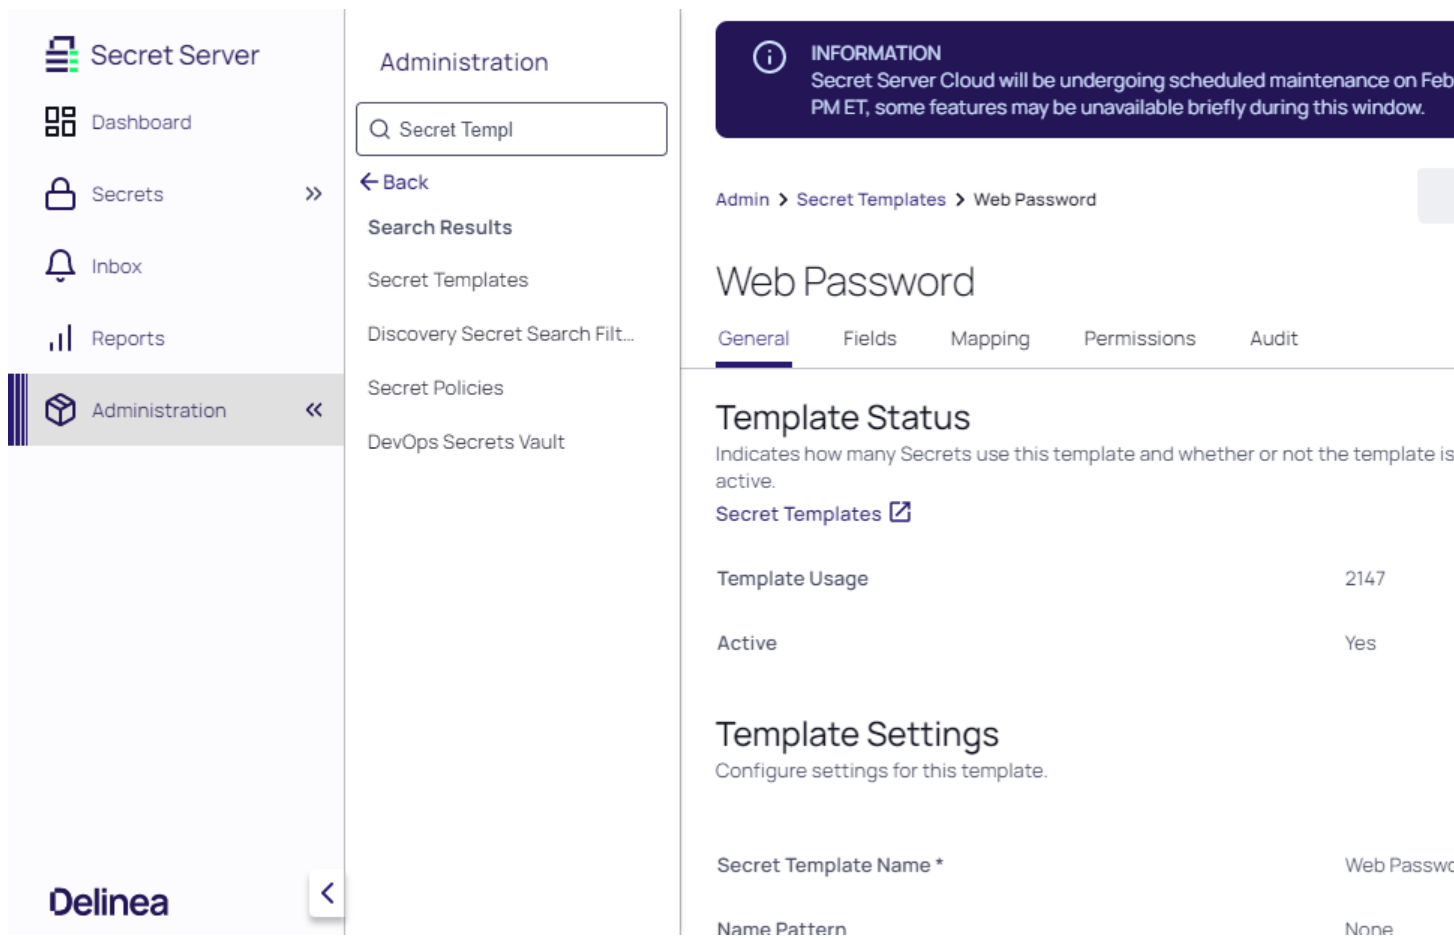 Secret Server
Dashboard
Secrets
Inbox
Reports
Administration
Delinea
Administration
Secret Templ
Back
Search Results
Secret Templates
Discovery Secret Search Filt...
Secret Policies
DevOps Secrets Vault
INFORMATION
Secret Server Cloud will be undergoing scheduled maintenance on Feb
PM ET, some features may be unavailable briefly during this window.
Admin > Secret Templates > Web Password
Web Password
General Fields Mapping Permissions Audit
Template Status
Indicates how many Secrets use this template and whether or not the template is
active.
Secret Templates
Template Usage 2147
Active Yes
Template Settings
Configure settings for this template.
Secret Template Name * Web Passwo
Name Pattern None